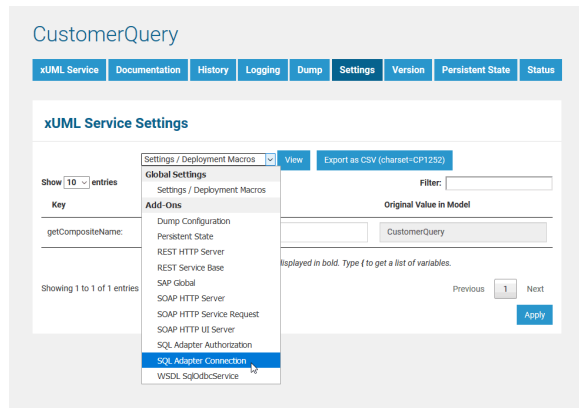 CustomerQuery
xUML Service Documentation History Logging Dump Settings Version Persistent State Status
xUML Service Settings
Settings / Deployment Macros View Export as CSV (charset=CP1252)
Global Settings
Show 10 entries Settings / Deployment Macros Filter:
Key Add-Ons Original Value in Model
Dump Configuration
getCompositeName: Persistent State CustomerQuery
REST HTTP Server
REST Service Base displayed in bold. Type { to get a list of variables.
SAP Global
Showing 1 to 1 of 1 entries SOAP HTTP Server Previous 1 Next
SOAP HTTP Service Request
SOAP HTTP UI Server Apply
SQL Adapter Authorization
SQL Adapter Connection
WSDL SqlOdbcService